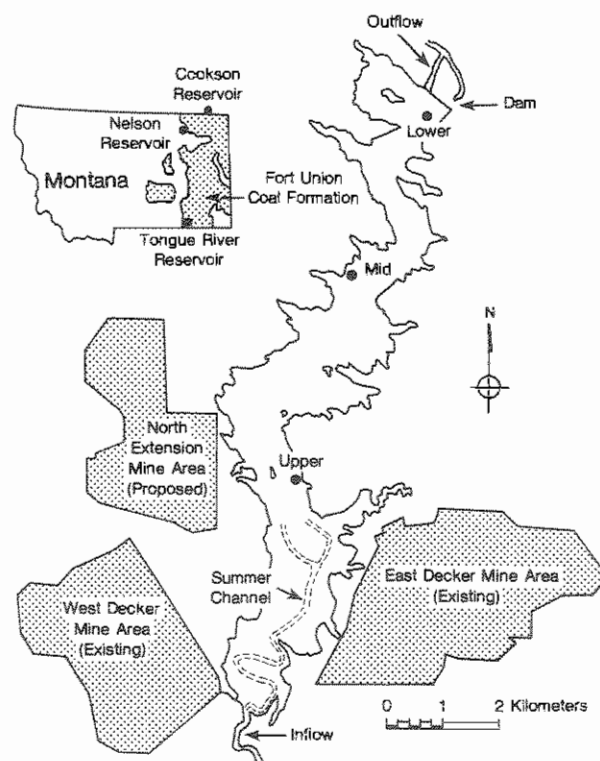 Outflow
Dam
Lower
Cookson
Reservoir
Nelson
Reservoir
Montana
Fort Union
Coal Formation
Tongue River
Reservoir
Mid
N
North
Extension
Mine Area
(Proposed)
Upper
Summer
Channel
West Decker
Mine Area
(Existing)
East Decker Mine Area
(Existing)
0 1 2 Kilometers
Inflow